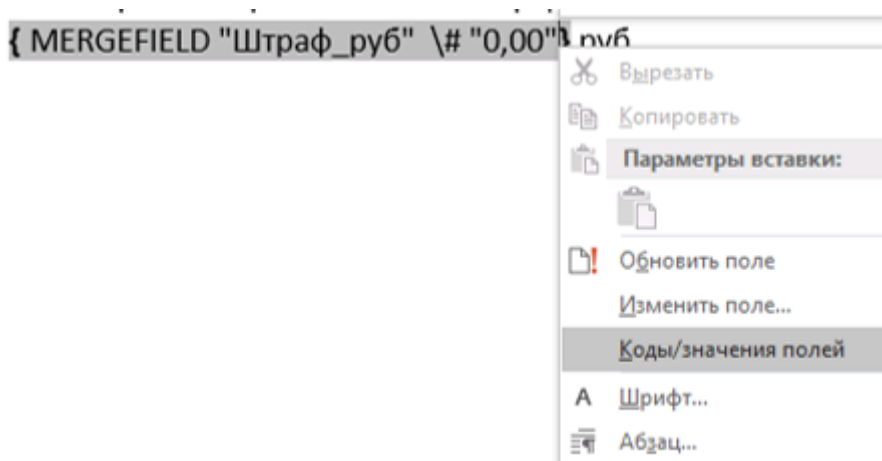 { MERGEFIELD "Штраф_руб"  \# "0,00"} руб
Вырезать
Копировать
Параметры вставки:
Обновить поле
Изменить поле...
Коды/значения полей
Шрифт...
Абзац...